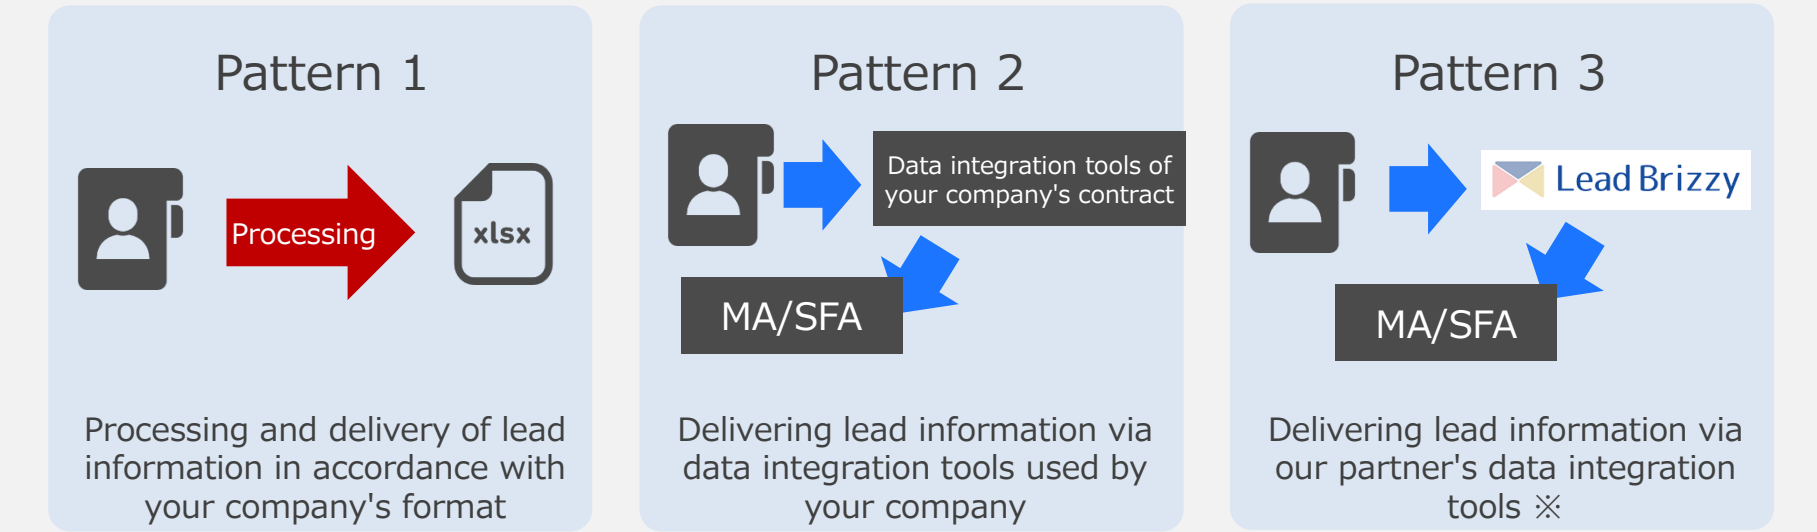 Pattern 1
Processing
xlsx
Processing and delivery of lead
information in accordance with
your company's format
Pattern 2
Data integration tools of
your company's contract
MA/SFA
Delivering lead information via
data integration tools used by
your company
Pattern 3
Lead Brizzy
MA/SFA
Delivering lead information via
our partner's data integration
tools ※